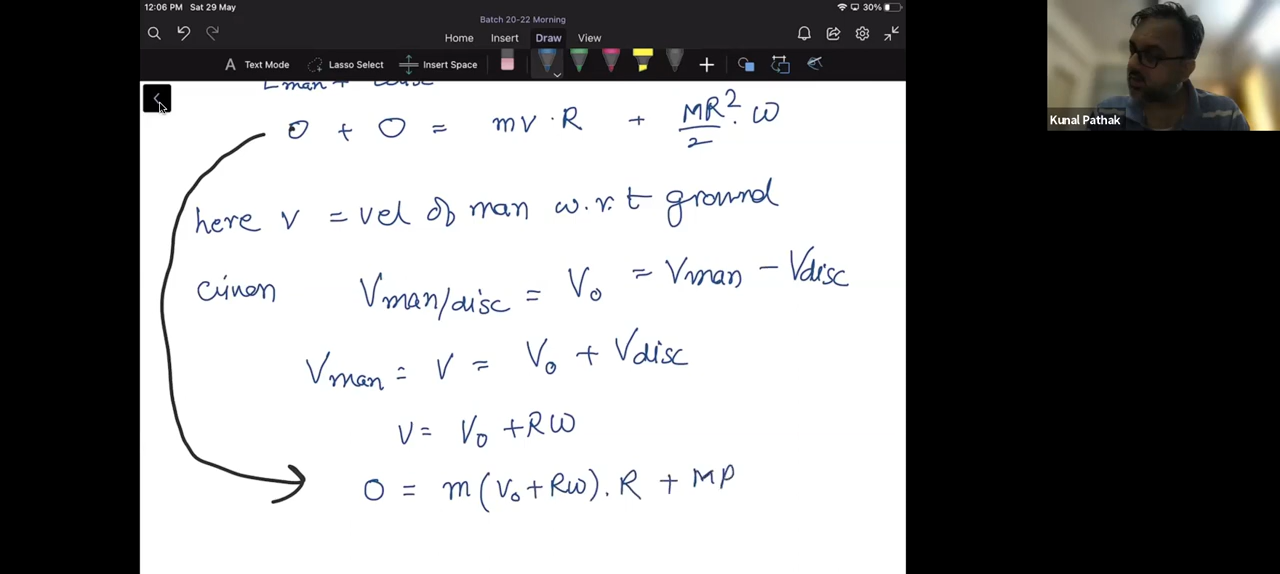 12:06 PM Sat 29 May
30%
Batch 20-22 Morning
Home Insert Draw View
Text Mode Lasso Select Insert Space
Kunal Pathak
Lman +
0 + 0 = mv · R + MR²/2 · ω
here v = vel of man w.r.t ground
Given Vman/disc = V₀ = Vman − Vdisc
Vman = v = V₀ + Vdisc
v = V₀ + Rω
0 = m(V₀ + Rω) . R + MP